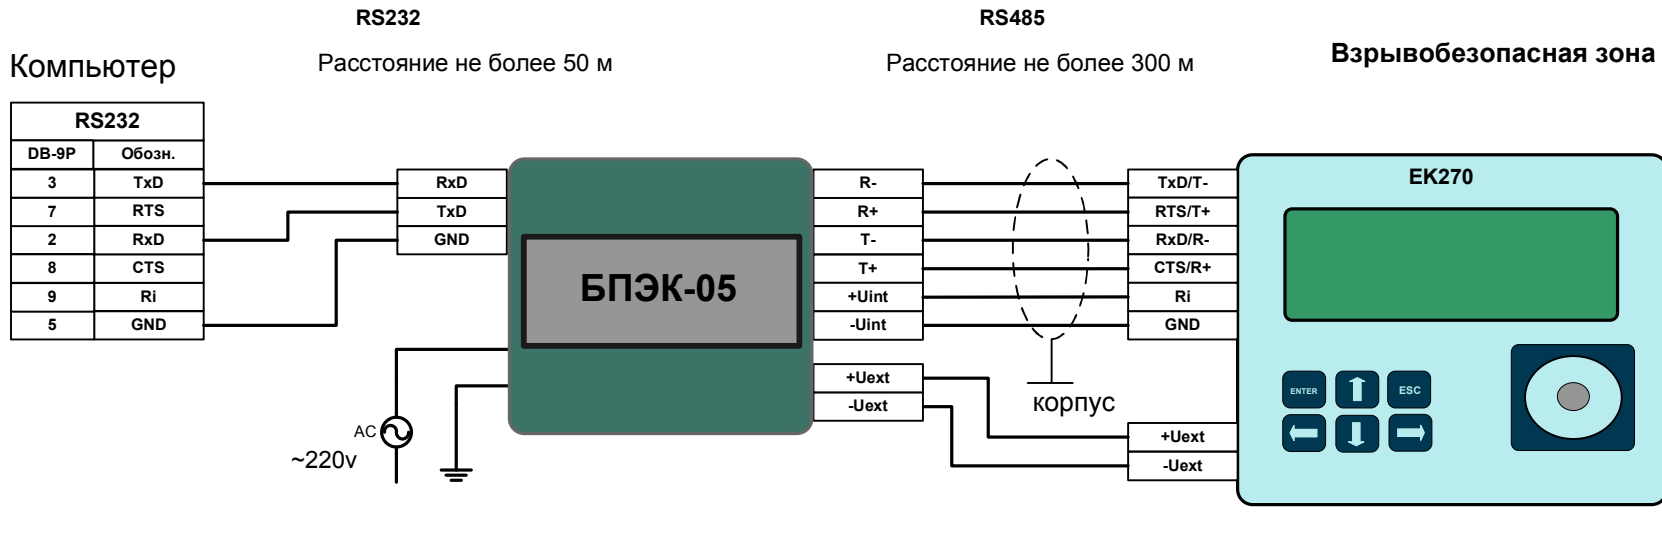 RS232
RS485
Компьютер
Расстояние не более 50 м
Расстояние не более 300 м
Взрывобезопасная зона
RS232
DB-9P Обозн.
3 TxD
7 RTS
2 RxD
8 CTS
9 Ri
5 GND
RxD
TxD
GND
БПЭК-05
R-
R+
T-
T+
+Uint
-Uint
+Uext
-Uext
TxD/T-
RTS/T+
RxD/R-
CTS/R+
Ri
GND
EK270
ENTER
ESC
корпус
+Uext
-Uext
AC
~220v